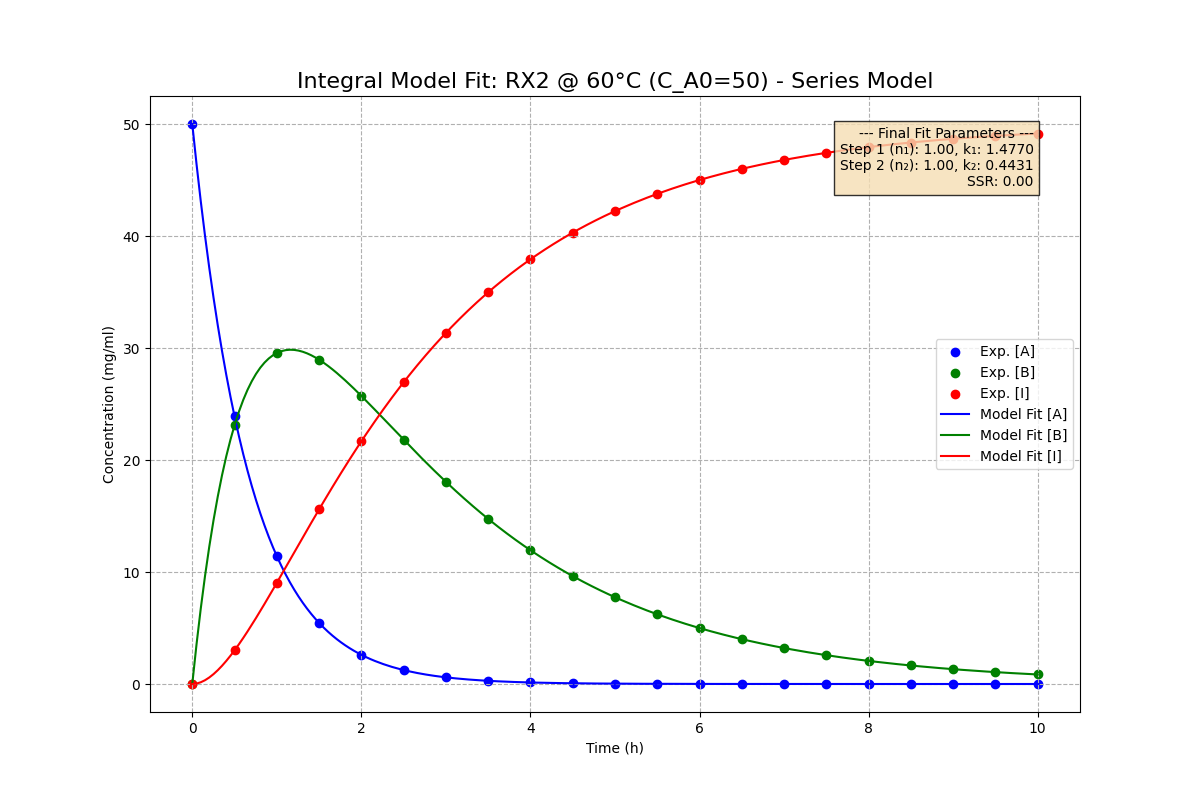 Integral Model Fit: RX2 @ 60°C (C_A0=50) - Series Model
--- Final Fit Parameters ---
Step 1 (n₁): 1.00, k₁: 1.4770
Step 2 (n₂): 1.00, k₂: 0.4431
SSR: 0.00
Concentration (mg/ml)
50
40
30
20
10
0
Exp. [A]
Exp. [B]
Exp. [I]
Model Fit [A]
Model Fit [B]
Model Fit [I]
0 2 4 6 8 10
Time (h)